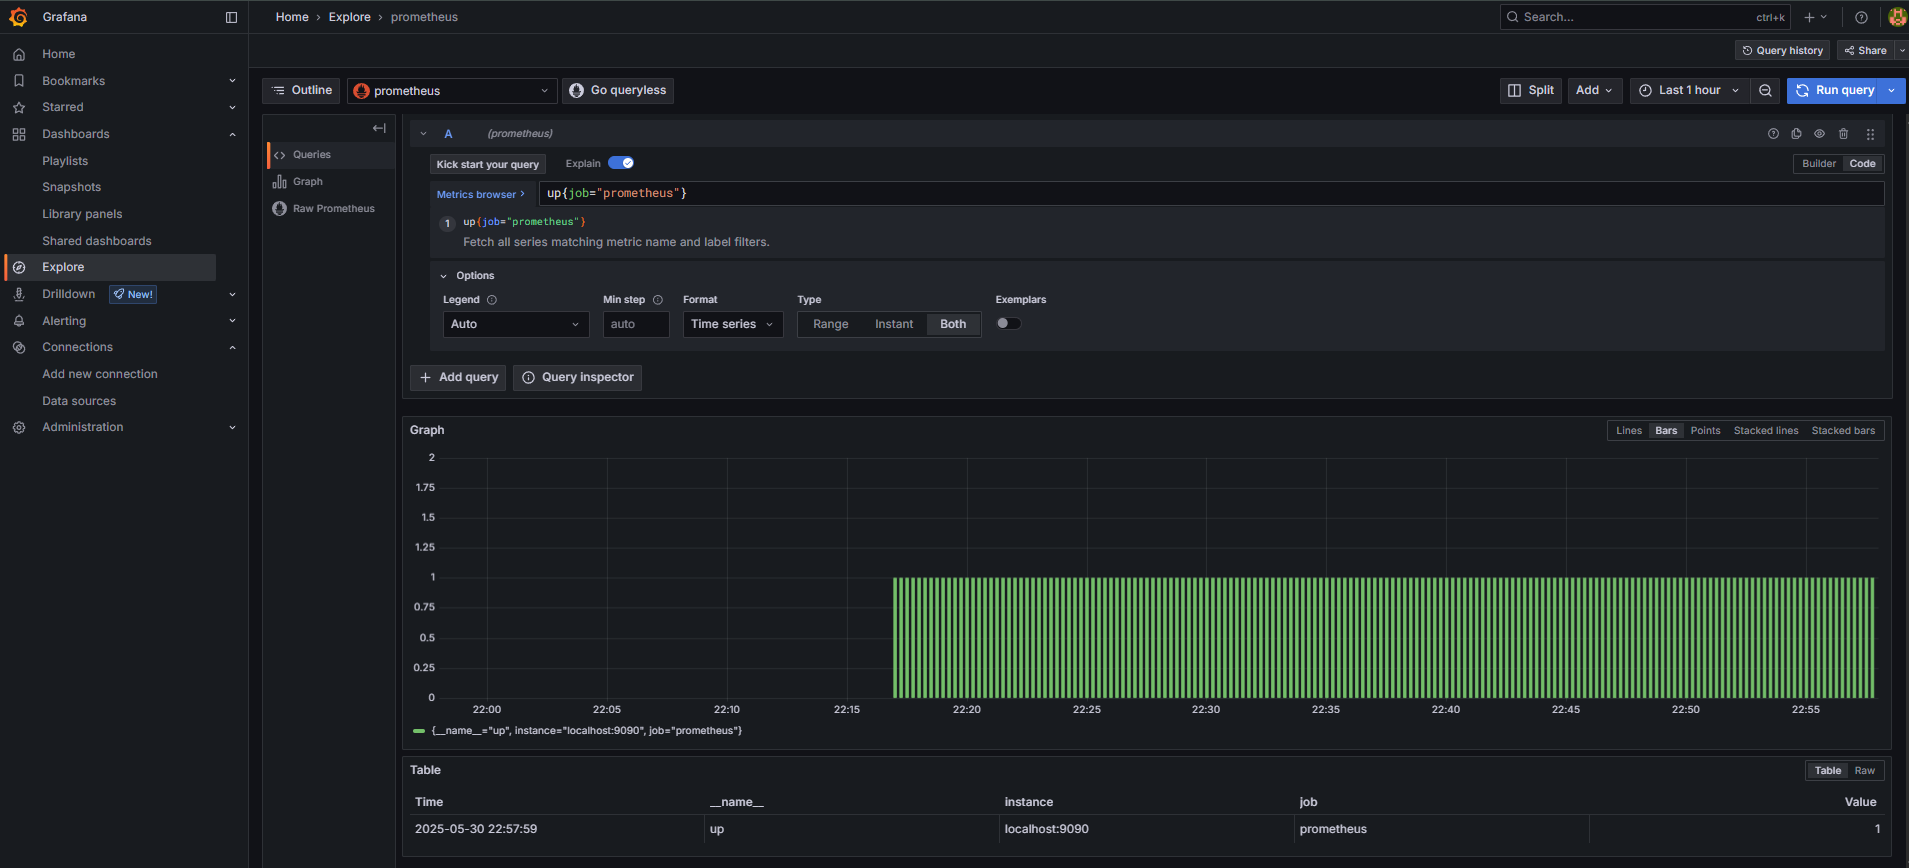 Grafana
Home › Explore › prometheus
Search...
ctrl+k
Query history
Share
Home
Bookmarks
Starred
Dashboards
Playlists
Snapshots
Library panels
Shared dashboards
Explore
Drilldown
New!
Alerting
Connections
Add new connection
Data sources
Administration
Outline
prometheus
Go queryless
Split
Add
Last 1 hour
Run query
Queries
Graph
Raw Prometheus
A
(prometheus)
Kick start your query
Explain
Builder
Code
Metrics browser >
up{job="prometheus"}
1
up{job="prometheus"}
Fetch all series matching metric name and label filters.
Options
Legend
Min step
Format
Type
Exemplars
Auto
auto
Time series
Range
Instant
Both
+ Add query
Query inspector
Graph
Lines
Bars
Points
Stacked lines
Stacked bars
2
1.75
1.5
1.25
1
0.75
0.5
0.25
0
22:00
22:05
22:10
22:15
22:20
22:25
22:30
22:35
22:40
22:45
22:50
22:55
{__name__="up", instance="localhost:9090", job="prometheus"}
Table
Table
Raw
Time
__name__
instance
job
Value
2025-05-30 22:57:59
up
localhost:9090
prometheus
1